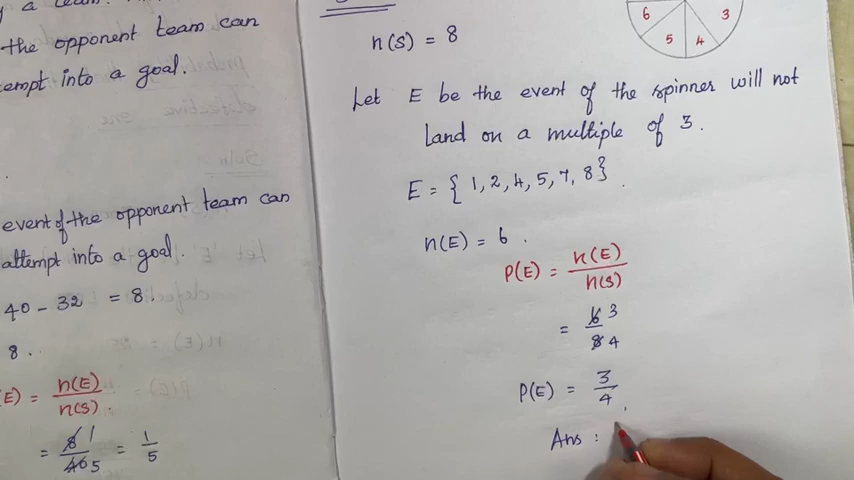 the opponent team can
attempt into a goal.
event of the opponent team can
attempt into a goal.
40 - 32 = 8.
8.
(E) = n(E)/n(S)
= 8/40 1/5 = 1/5
6 5 4 3
n(S) = 8
Let E be the event of the spinner will not
land on a multiple of 3.
E = { 1, 2, 4, 5, 7, 8 }.
n(E) = 6.
P(E) = n(E)/n(S)
= 6/8 3/4
P(E) = 3/4.
Ans :